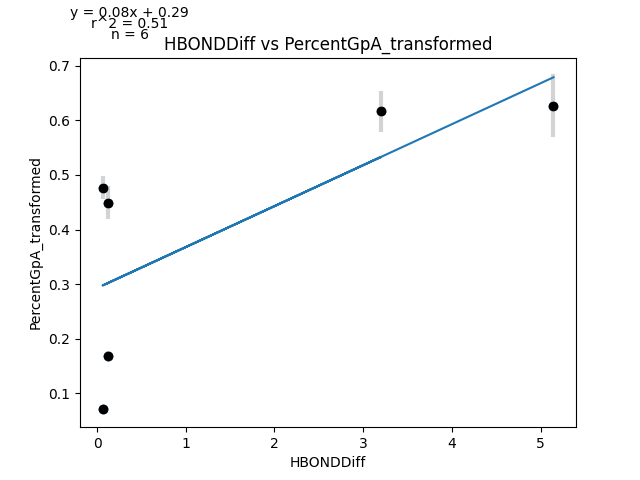 y = 0.08x + 0.29
r^2 = 0.51
n = 6
HBONDDiff vs PercentGpA_transformed
0.7
0.6
0.5
0.4
0.3
0.2
0.1
PercentGpA_transformed
0 1 2 3 4 5
HBONDDiff